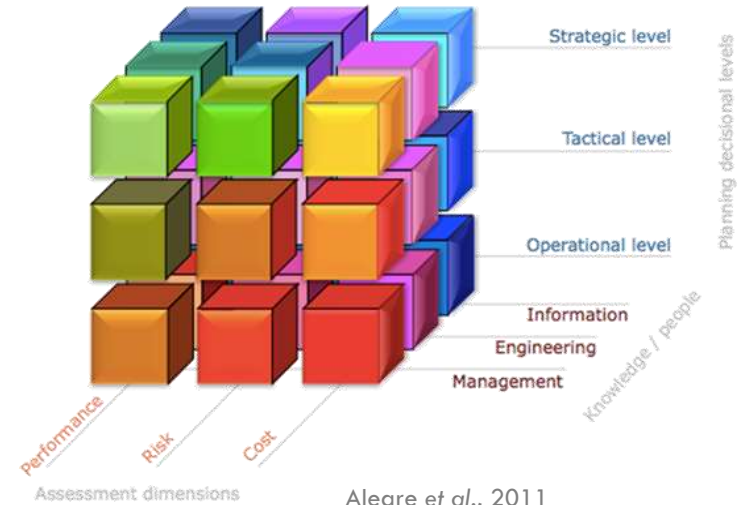 Strategic level
Planning decisional levels
Tactical level
Operational level
Information
Engineering
Management
Knowledge / people
Performance
Risk
Cost
Assessment dimensions
Alegre et al., 2011